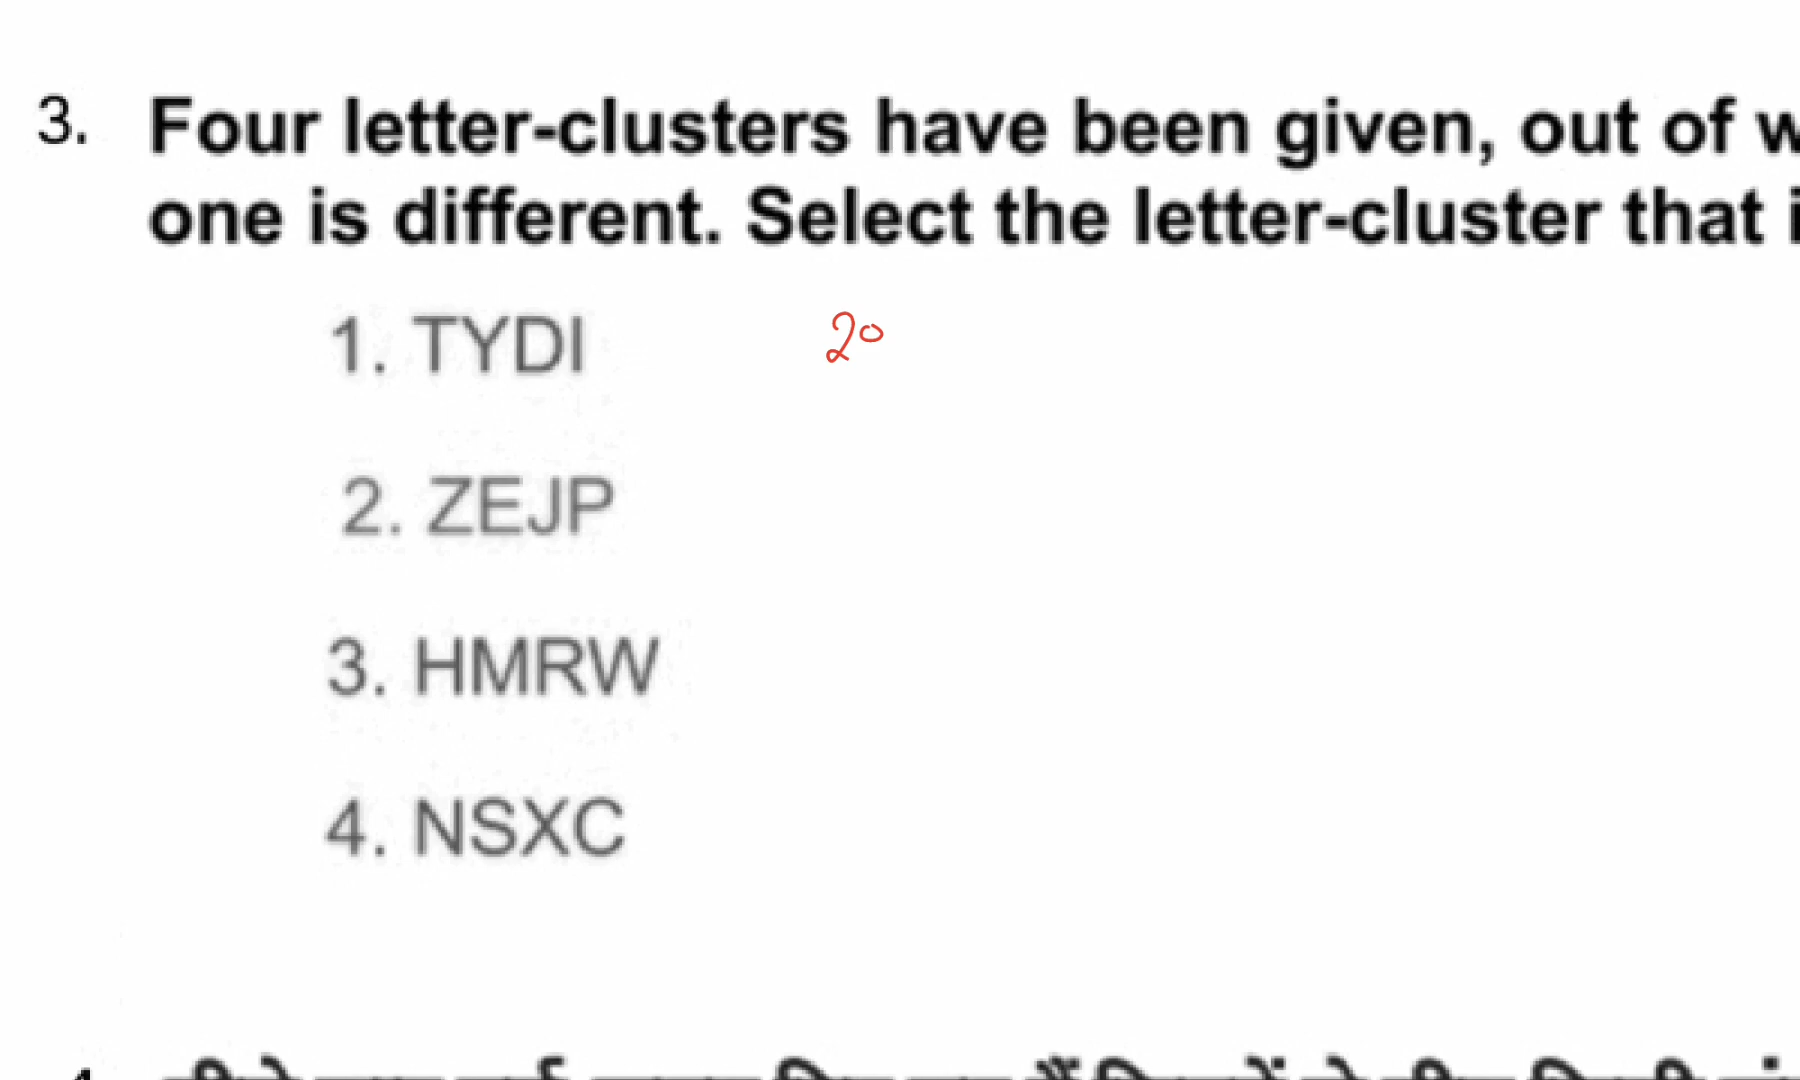 3. Four letter-clusters have been given, out of
one is different. Select the letter-cluster that
1. TYDI 20
2. ZEJP
3. HMRW
4. NSXC